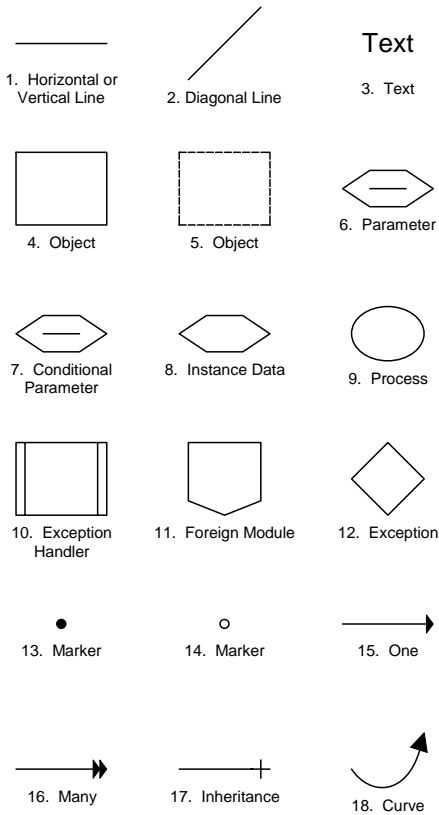 Text
1. Horizontal or
Vertical Line
2. Diagonal Line
3. Text
4. Object
5. Object
6. Parameter
7. Conditional
Parameter
8. Instance Data
9. Process
10. Exception
Handler
11. Foreign Module
12. Exception
13. Marker
14. Marker
15. One
16. Many
17. Inheritance
18. Curve